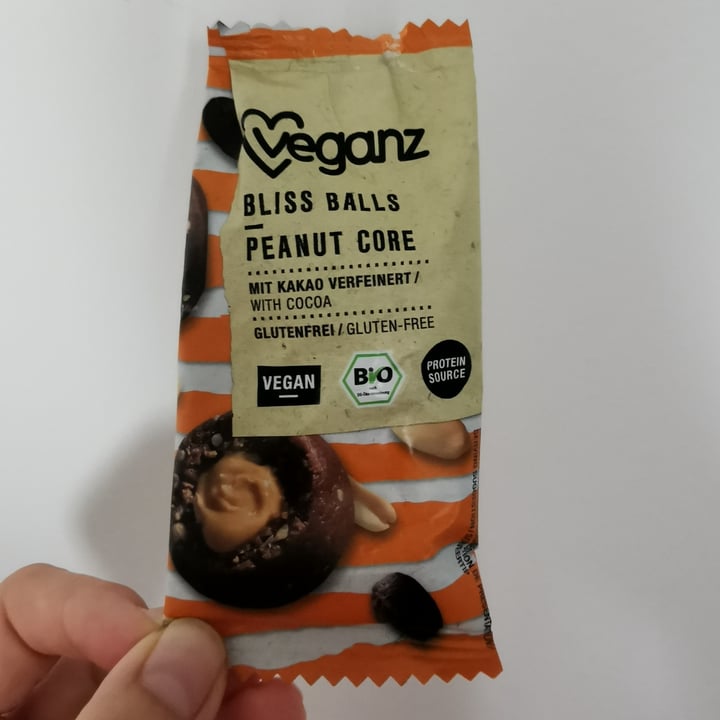 veganz
BLISS BALLS
PEANUT CORE
MIT KAKAO VERFEINERT /
WITH COCOA
GLUTENFREI / GLUTEN-FREE
VEGAN
BiO
PROTEIN
SOURCE